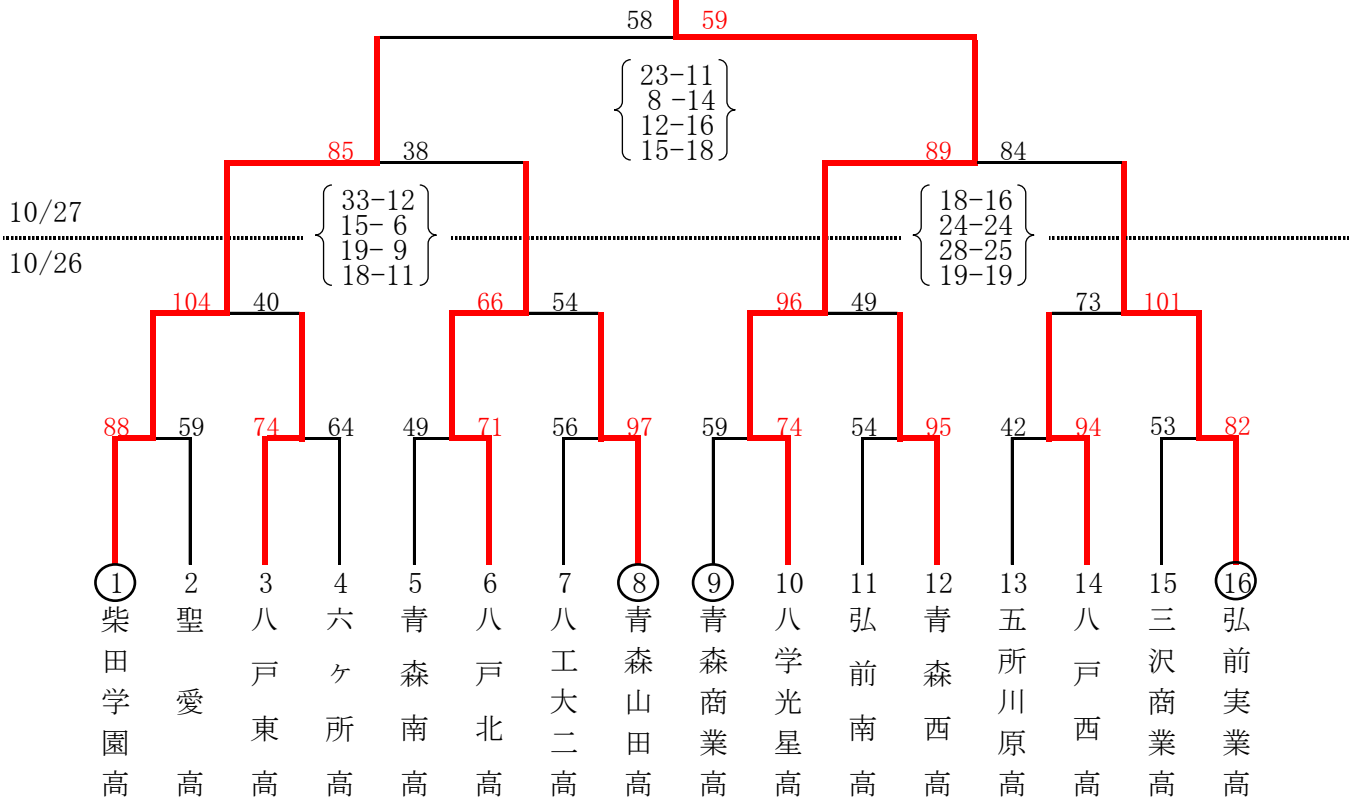 58 59
23-11
8 -14
12-16
15-18
85 38 89 84
33-12
15- 6
19- 9
18-11
18-16
24-24
28-25
19-19
10/27
10/26
104 40 66 54 96 49 73 101
88 59 74 64 49 71 56 97 59 74 54 95 42 94 53 82
1 2 3 4 5 6 7 8 9 10 11 12 13 14 15 16
柴田学園高
聖愛高
八戸東高
六ヶ所高
青森南高
八戸北高
八工大二高
青森山田高
青森商業高
八学光星高
弘前南高
青森西高
五所川原高
八戸西高
三沢商業高
弘前実業高